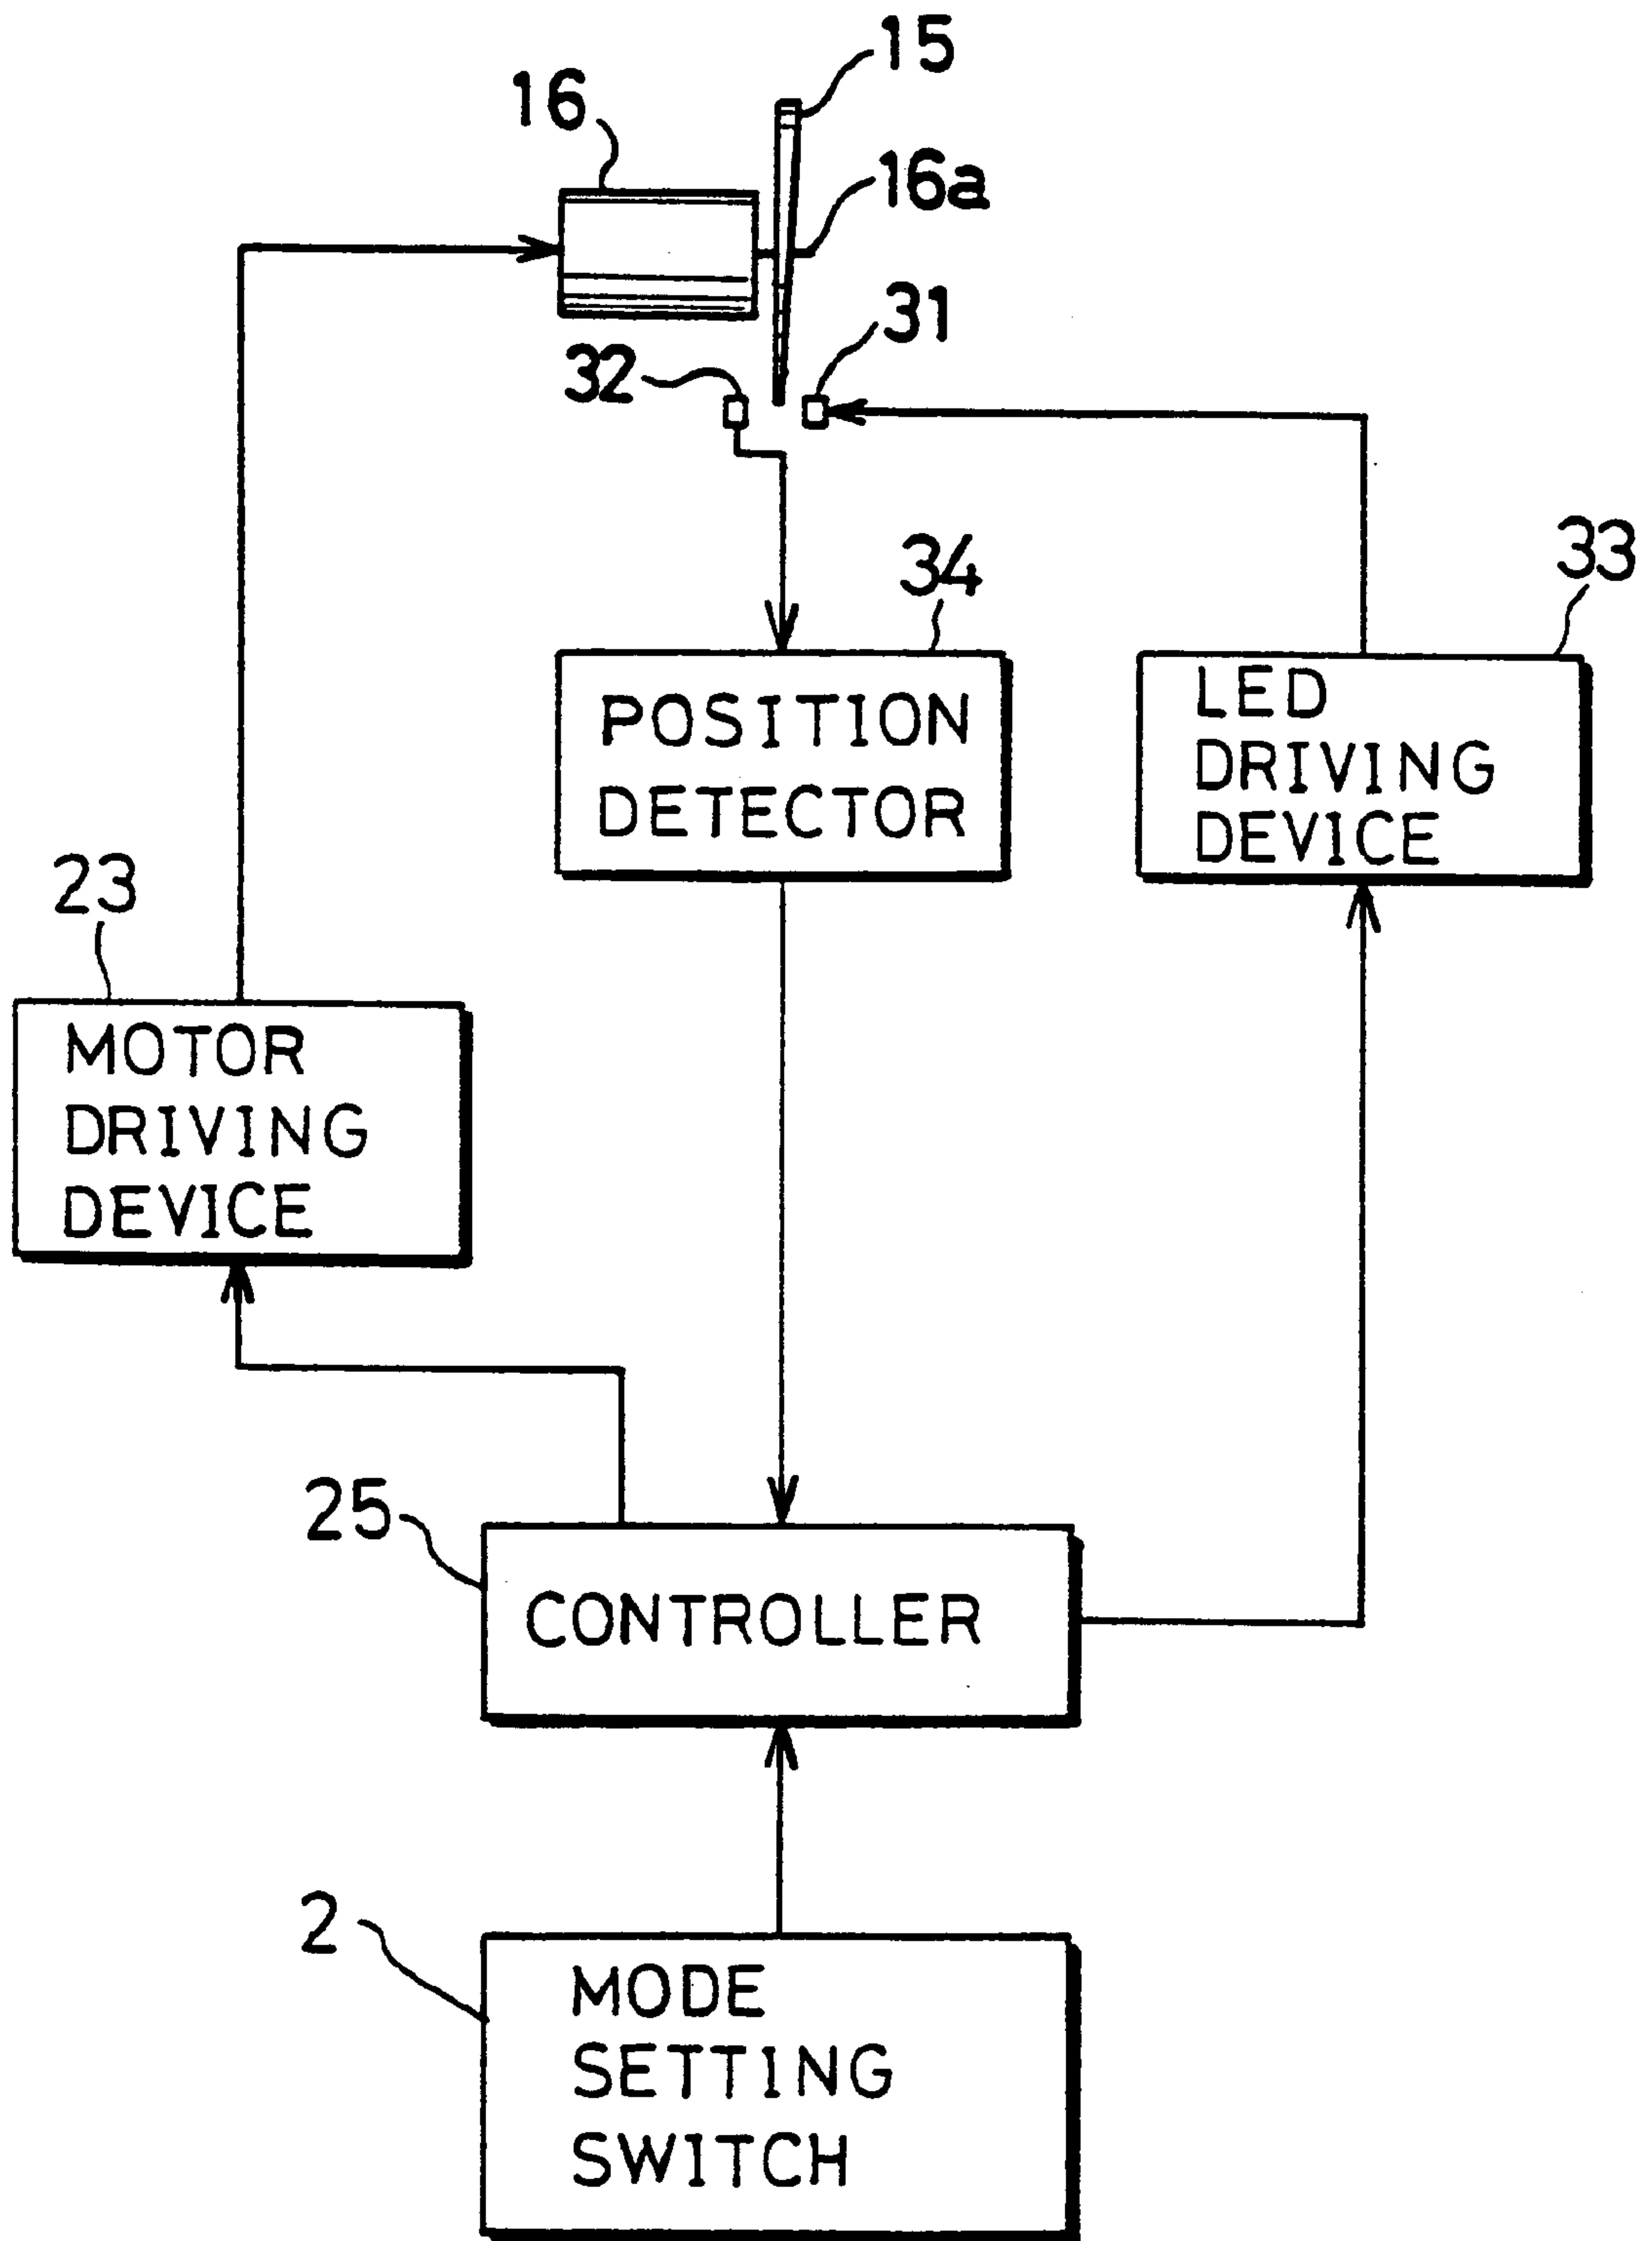 15
16
16a
31
32
34
33
POSITION
DETECTOR
LED
DRIVING
DEVICE
23
MOTOR
DRIVING
DEVICE
25
CONTROLLER
2
MODE
SETTING
SWITCH